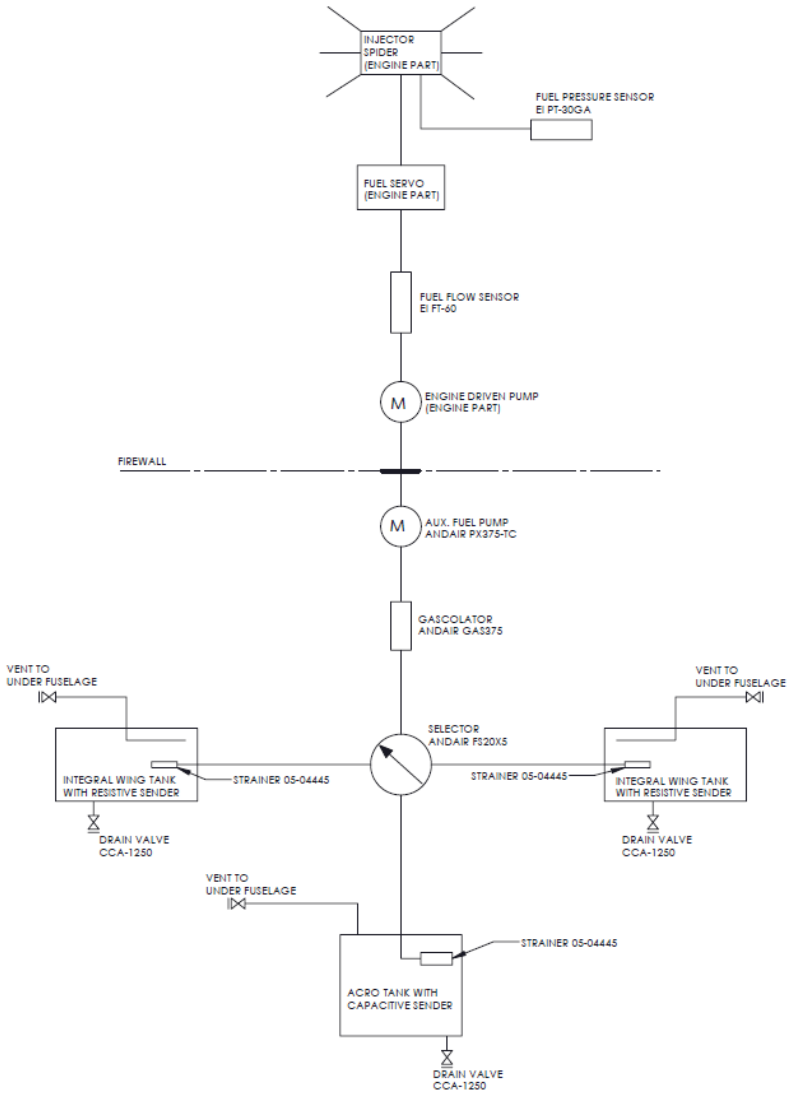 INJECTOR
SPIDER
(ENGINE PART)
FUEL PRESSURE SENSOR
EI PT-30GA
FUEL SERVO
(ENGINE PART)
FUEL FLOW SENSOR
EI FT-60
M
ENGINE DRIVEN PUMP
(ENGINE PART)
FIREWALL
M
AUX. FUEL PUMP
ANDAIR PX375-TC
GASCOLATOR
ANDAIR GAS375
VENT TO
UNDER FUSELAGE
VENT TO
UNDER FUSELAGE
SELECTOR
ANDAIR FS20X5
INTEGRAL WING TANK
WITH RESISTIVE SENDER
STRAINER 05-04445
STRAINER 05-04445
INTEGRAL WING TANK
WITH RESISTIVE SENDER
DRAIN VALVE
CCA-1250
DRAIN VALVE
CCA-1250
VENT TO
UNDER FUSELAGE
STRAINER 05-04445
ACRO TANK WITH
CAPACITIVE SENDER
DRAIN VALVE
CCA-1250